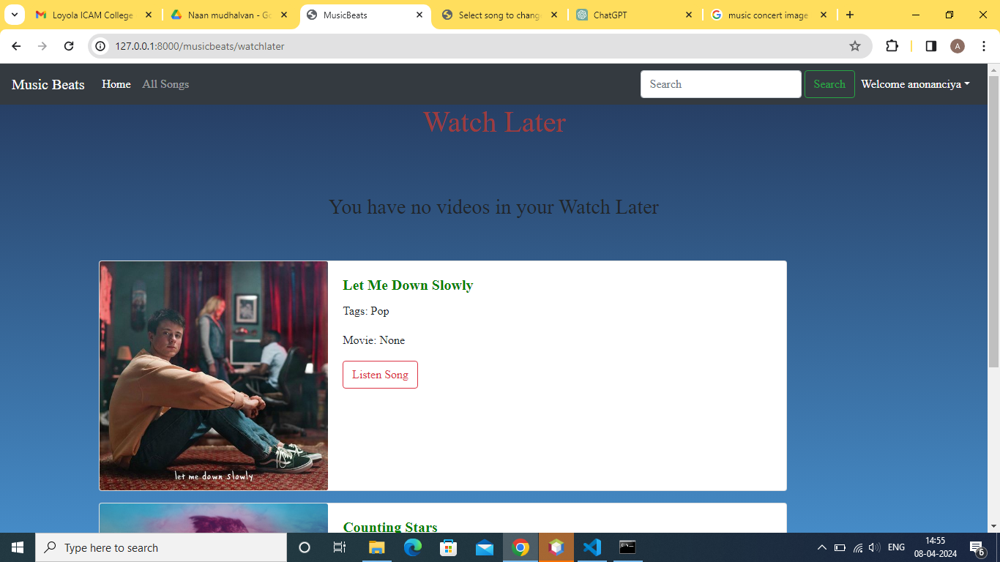 Loyola ICAM College
Naan mudhalvan - Go
MusicBeats
Select song to chang
ChatGPT
music concert image
127.0.0.1:8000/musicbeats/watchlater
A
Music Beats
Home
All Songs
Search
Search
Welcome anonanciya
Watch Later
You have no videos in your Watch Later
Let Me Down Slowly
Tags: Pop
Movie: None
Listen Song
let me down slowly
Counting Stars
Type here to search
ENG
14:55
08-04-2024
6